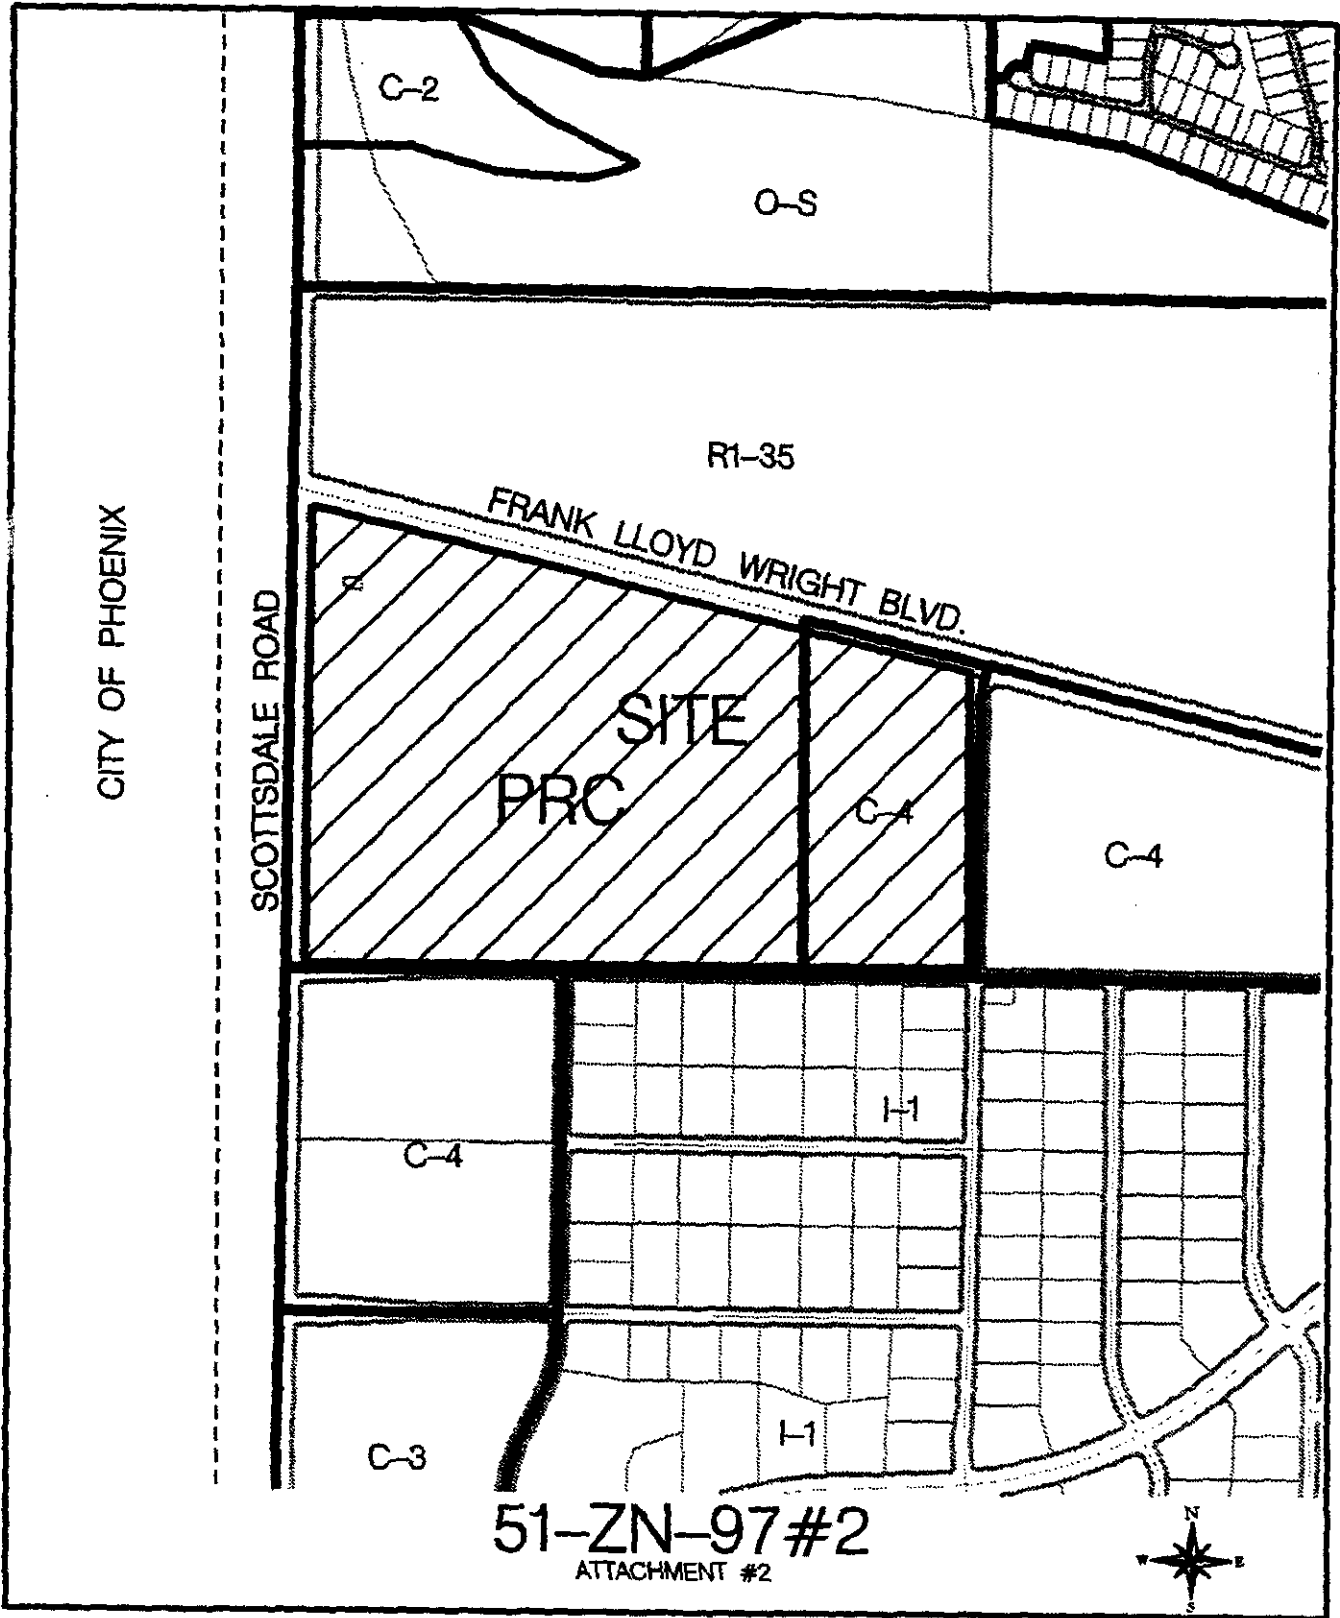 C-2
O-S
R1-35
FRANK LLOYD WRIGHT BLVD.
CITY OF PHOENIX
SCOTTSDALE ROAD
SITE
PRC
C-4
C-4
I-1
C-4
I-1
C-3
51-ZN-97#2
ATTACHMENT #2
N
W E
S